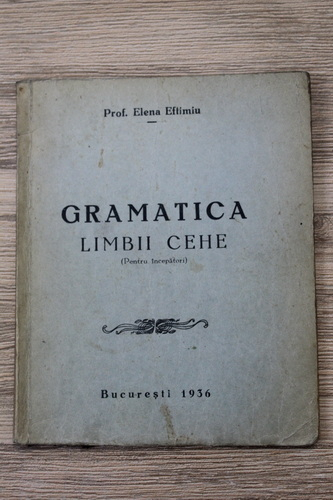 Prof. Elena Eftimiu
GRAMATICA
LIMBII CEHE
(Pentru începători)
București 1936